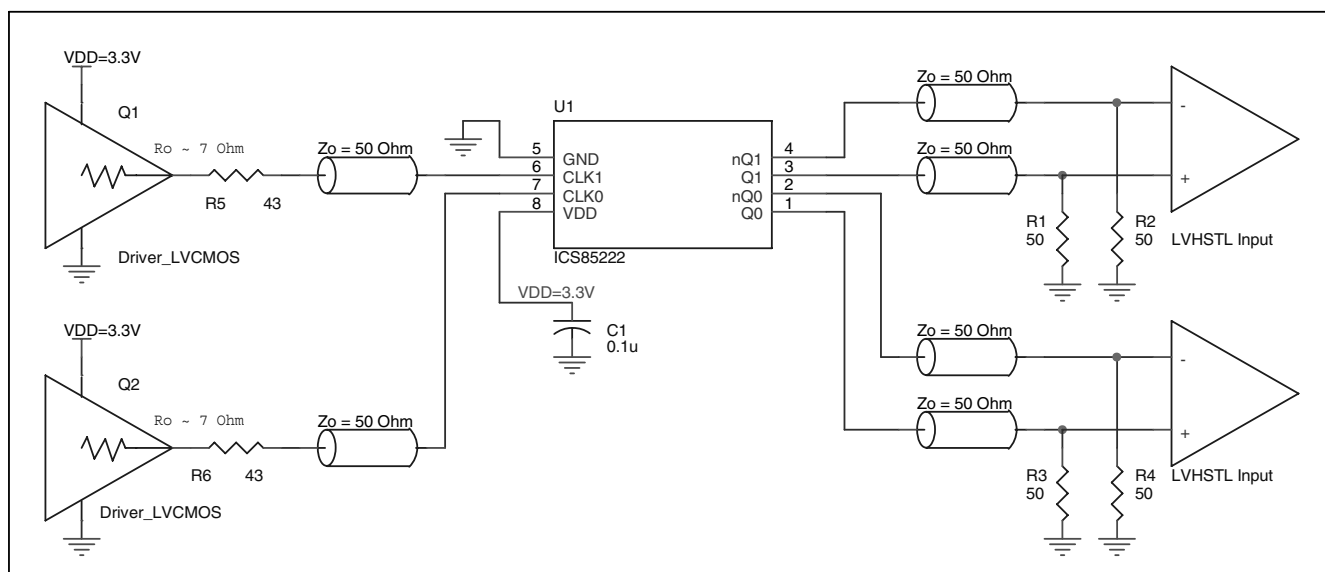 VDD=3.3V
Q1
Ro ~ 7 Ohm
R5 43
Driver_LVCMOS
Zo = 50 Ohm
VDD=3.3V
Q2
Ro ~ 7 Ohm
R6 43
Driver_LVCMOS
Zo = 50 Ohm
U1
5 GND
6 CLK1
7 CLK0
8 VDD
nQ1 4
Q1 3
nQ0 2
Q0 1
ICS85222
VDD=3.3V
C1
0.1u
Zo = 50 Ohm
Zo = 50 Ohm
-
+
R1
50
R2
50
LVHSTL Input
Zo = 50 Ohm
Zo = 50 Ohm
-
+
R3
50
R4
50
LVHSTL Input